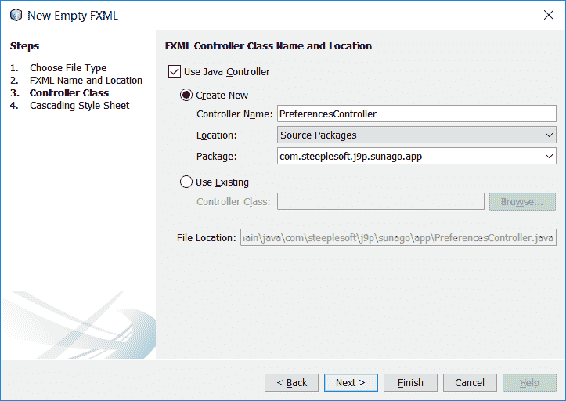 New Empty FXML
Steps
1. Choose File Type
2. FXML Name and Location
3. Controller Class
4. Cascading Style Sheet
FXML Controller Class Name and Location
Use Java Controller
Create New
Controller Name: PreferencesController
Location: Source Packages
Package: com.steeplesoft.j9p.sunago.app
Use Existing
Controller Class: Browse...
File Location: ain\java\com\steeplesoft\j9p\sunago\app\PreferencesController.java
< Back Next > Finish Cancel Help